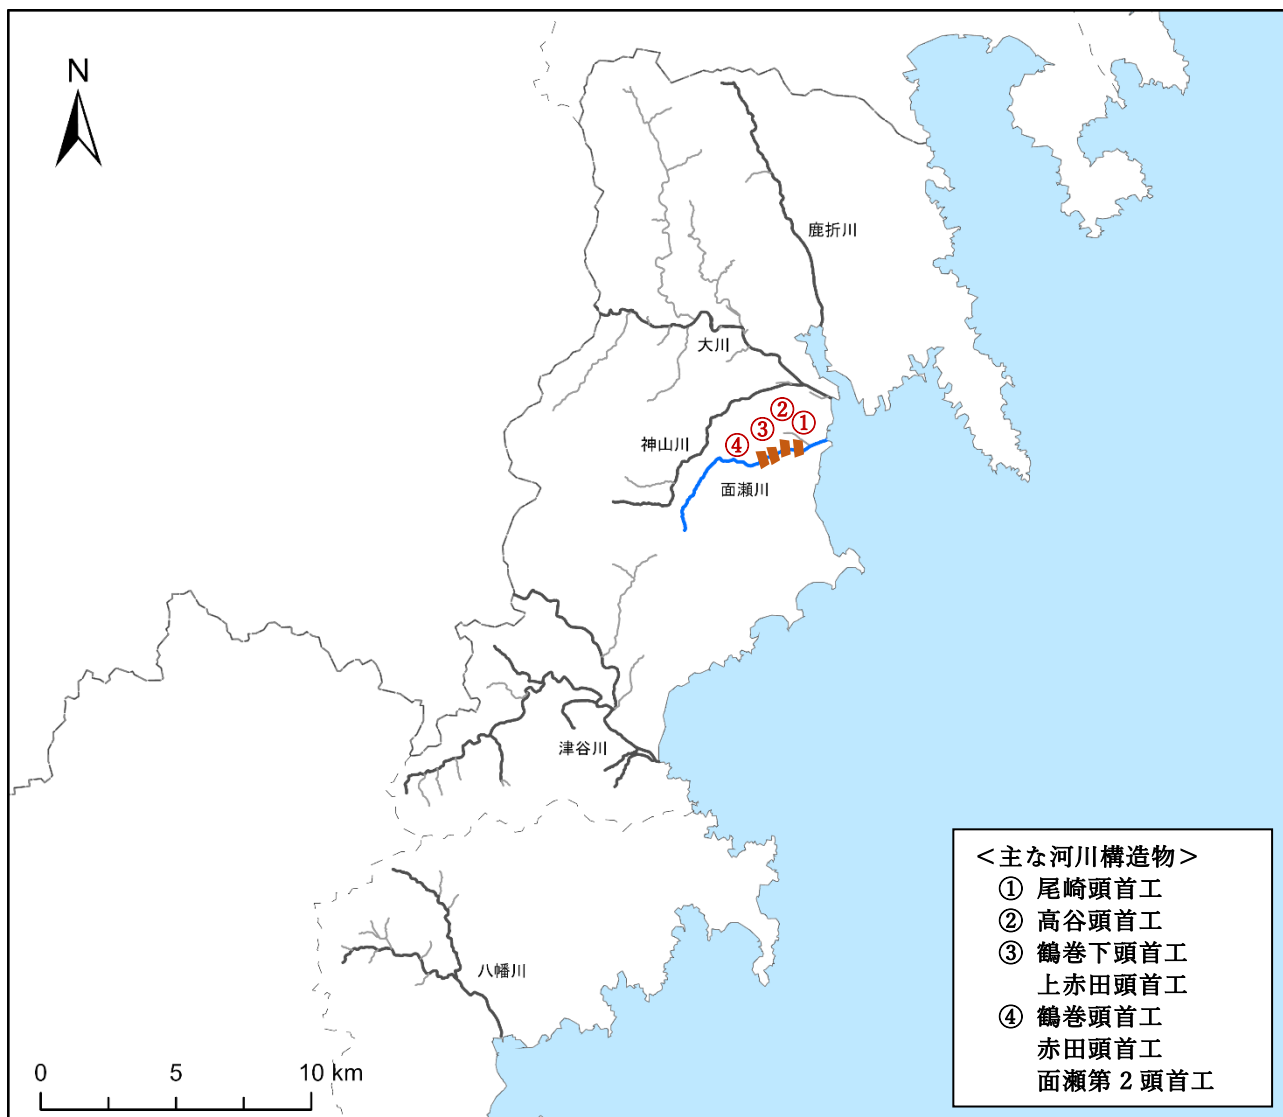 N
鹿折川
大川
②
①
③
神山川
④
面瀬川
津谷川
八幡川
0 5 10 km
＜主な河川構造物＞
① 尾崎頭首工
② 高谷頭首工
③ 鶴巻下頭首工
上赤田頭首工
④ 鶴巻頭首工
赤田頭首工
面瀬第２頭首工